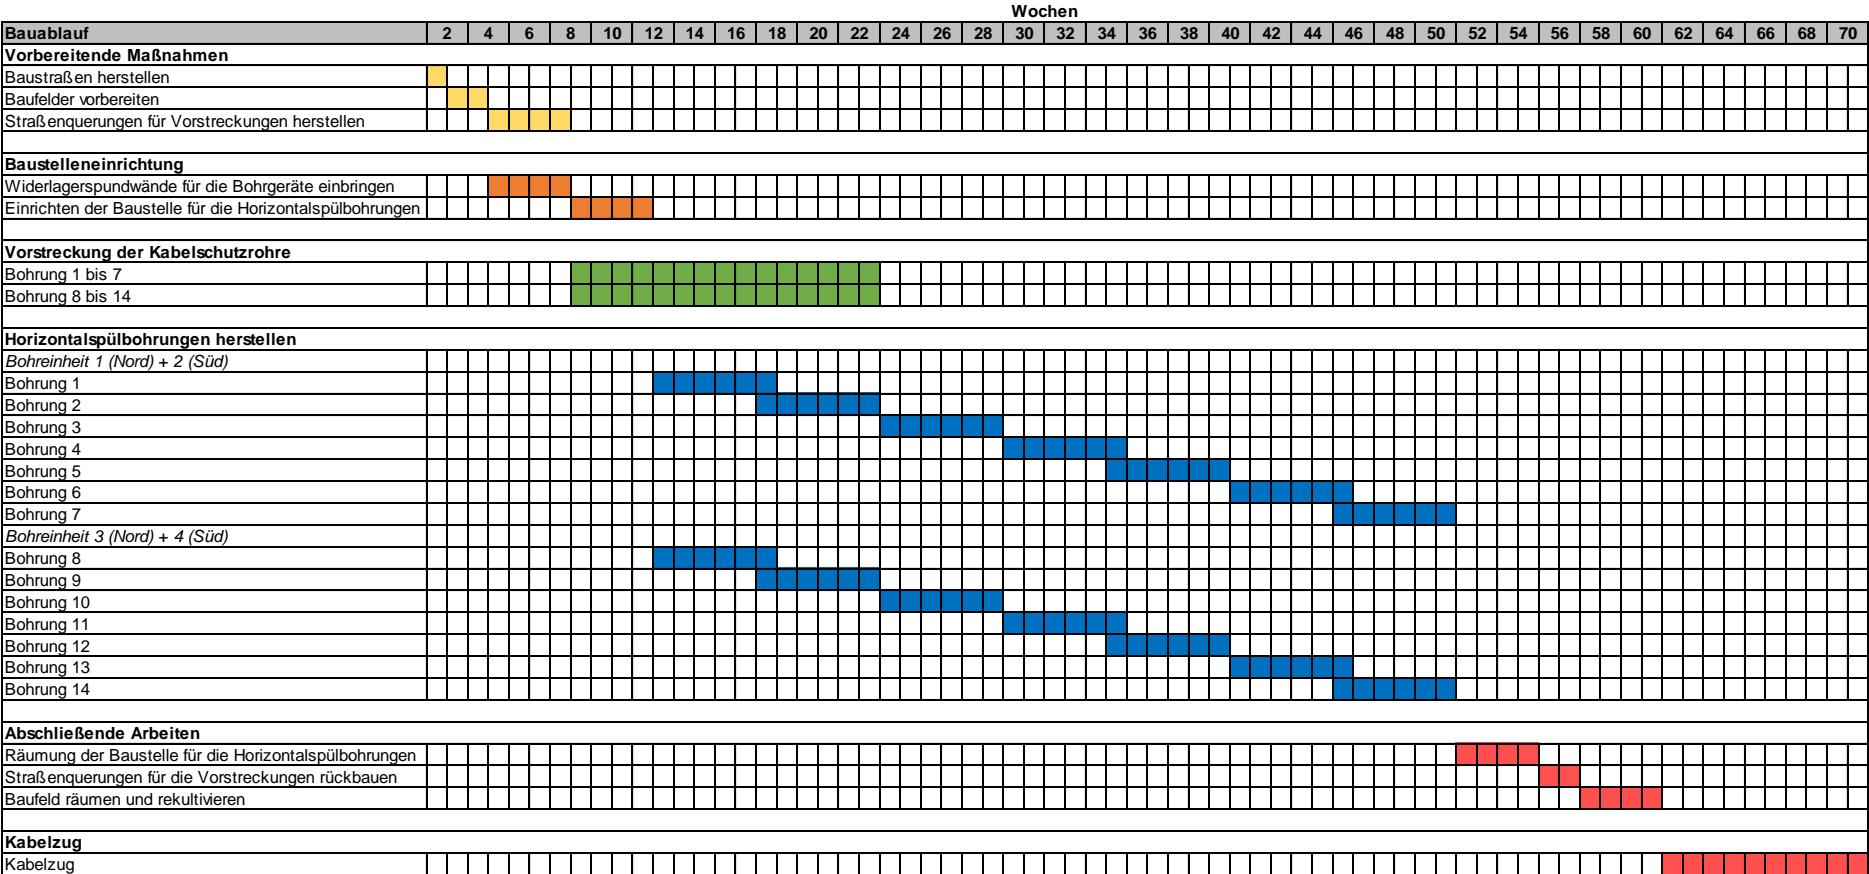 Wochen
Bauablauf 2 4 6 8 10 12 14 16 18 20 22 24 26 28 30 32 34 36 38 40 42 44 46 48 50 52 54 56 58 60 62 64 66 68 70
Vorbereitende Maßnahmen
Baustraßen herstellen
Baufelder vorbereiten
Straßenquerungen für Vorstreckungen herstellen
Baustelleneinrichtung
Widerlagerspundwände für die Bohrgeräte einbringen
Einrichten der Baustelle für die Horizontalspülbohrungen
Vorstreckung der Kabelschutzrohre
Bohrung 1 bis 7
Bohrung 8 bis 14
Horizontalspülbohrungen herstellen
Bohreinheit 1 (Nord) + 2 (Süd)
Bohrung 1
Bohrung 2
Bohrung 3
Bohrung 4
Bohrung 5
Bohrung 6
Bohrung 7
Bohreinheit 3 (Nord) + 4 (Süd)
Bohrung 8
Bohrung 9
Bohrung 10
Bohrung 11
Bohrung 12
Bohrung 13
Bohrung 14
Abschließende Arbeiten
Räumung der Baustelle für die Horizontalspülbohrungen
Straßenquerungen für die Vorstreckungen rückbauen
Baufeld räumen und rekultivieren
Kabelzug
Kabelzug